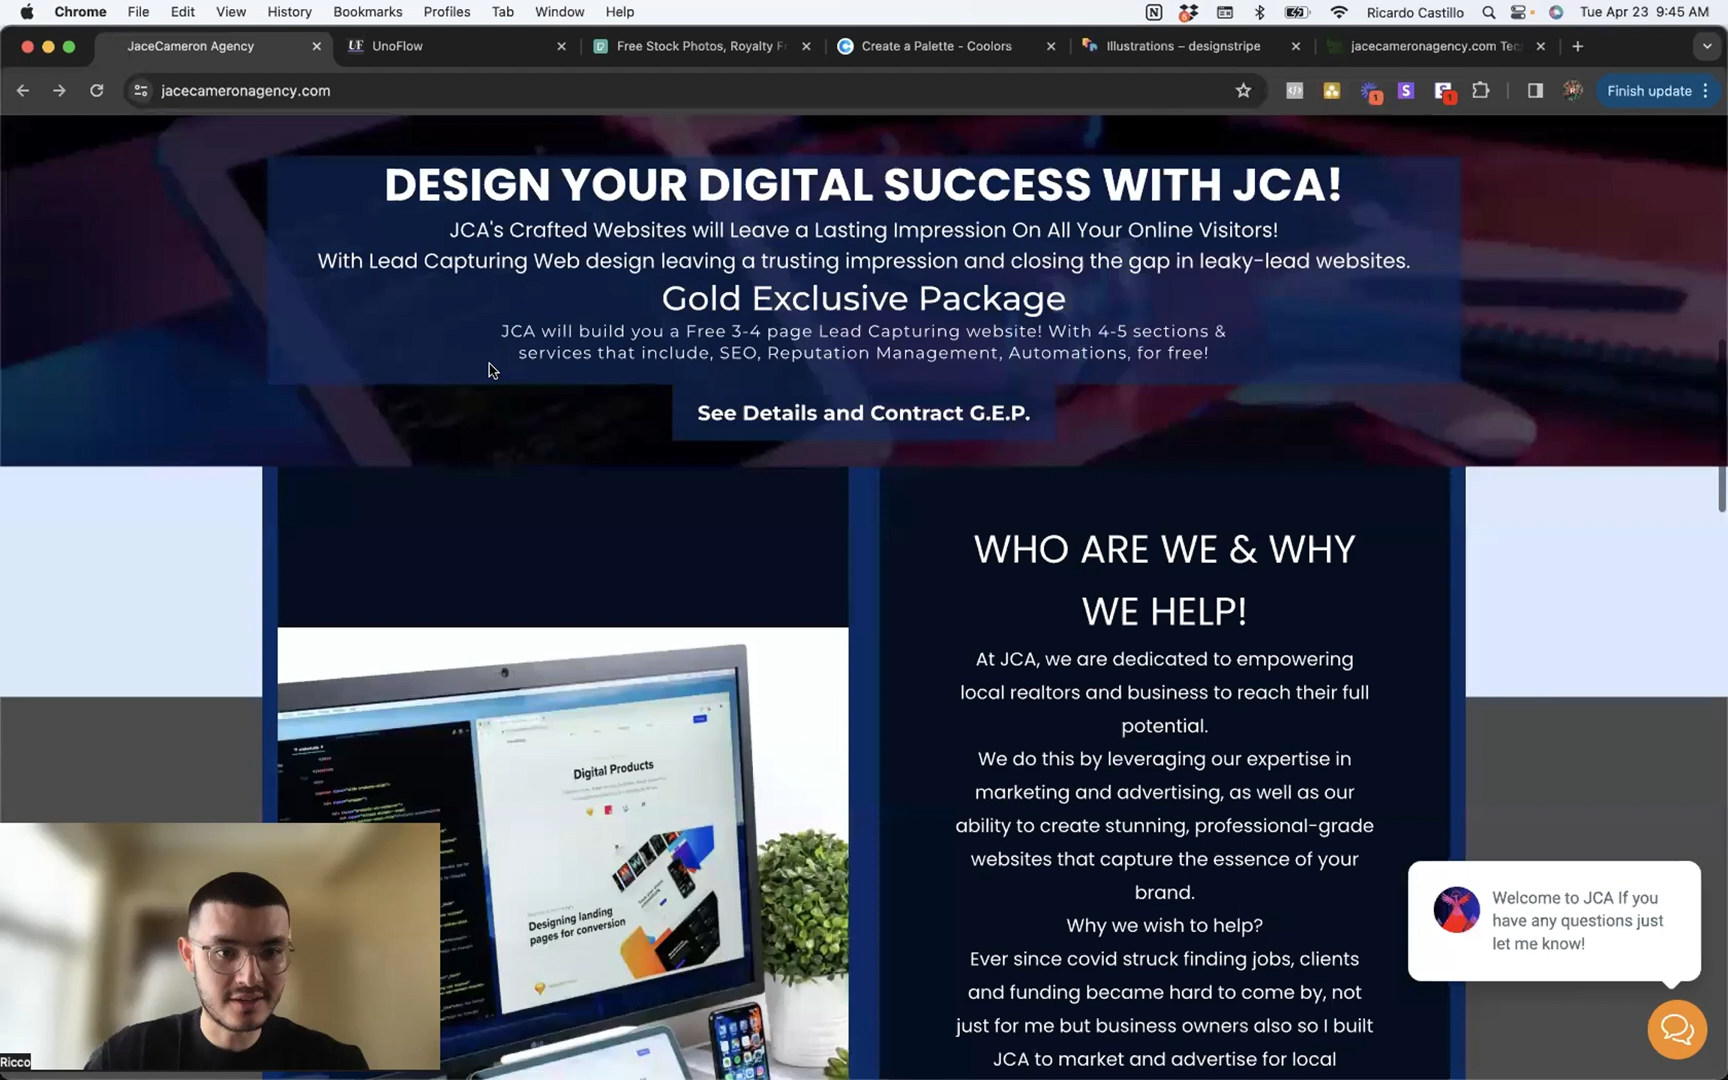 Chrome File Edit View History Bookmarks Profiles Tab Window Help
Ricardo Castillo Tue Apr 23 9:45 AM
JaceCameron Agency
UF UnoFlow
Free Stock Photos, Royalty Fr
Create a Palette - Coolors
Illustrations – designstripe
jacecameronagency.com Tec
jacecameronagency.com
Finish update
DESIGN YOUR DIGITAL SUCCESS WITH JCA!
JCA's Crafted Websites will Leave a Lasting Impression On All Your Online Visitors!
With Lead Capturing Web design leaving a trusting impression and closing the gap in leaky-lead websites.
Gold Exclusive Package
JCA will build you a Free 3-4 page Lead Capturing website! With 4-5 sections &
services that include, SEO, Reputation Management, Automations, for free!
See Details and Contract G.E.P.
WHO ARE WE & WHY
WE HELP!
At JCA, we are dedicated to empowering
local realtors and business to reach their full
potential.
We do this by leveraging our expertise in
marketing and advertising, as well as our
ability to create stunning, professional-grade
websites that capture the essence of your
brand.
Why we wish to help?
Ever since covid struck finding jobs, clients
and funding became hard to come by, not
just for me but business owners also so I built
JCA to market and advertise for local
Digital Products
Designing landing
pages for conversion
Welcome to JCA If you
have any questions just
let me know!
Ricco